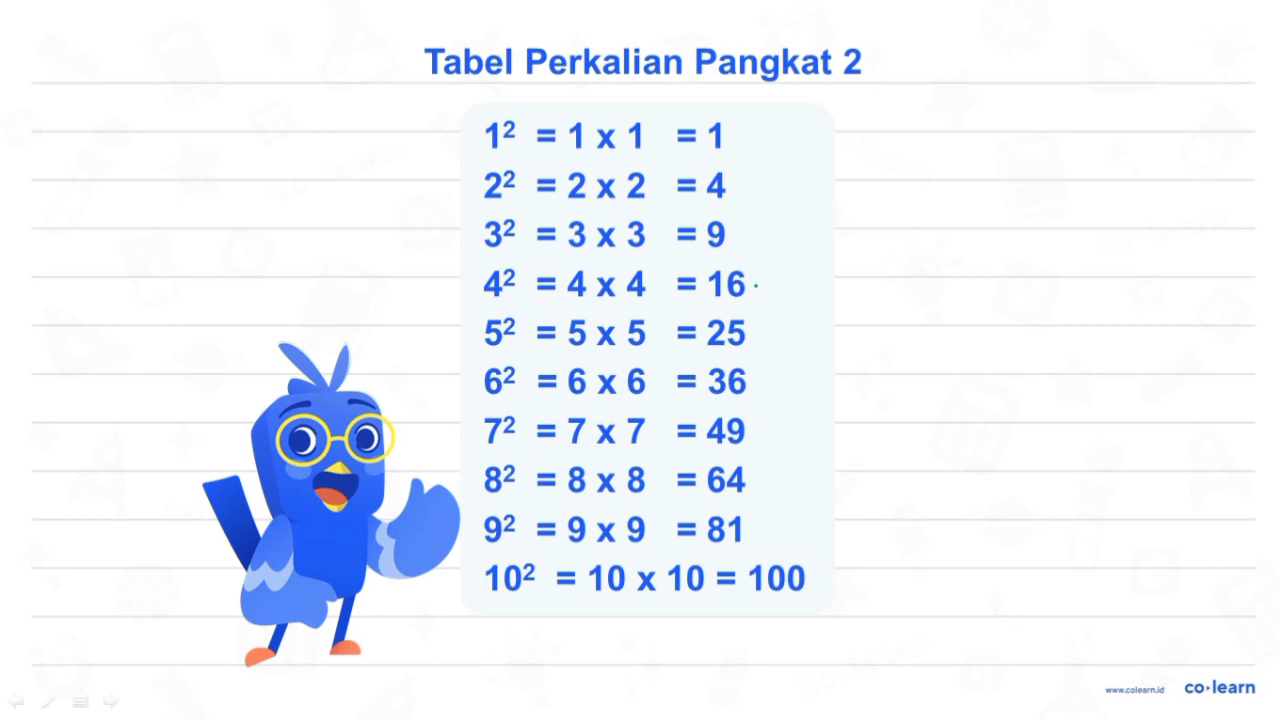 Tabel Perkalian Pangkat 2
1² = 1 x 1 = 1
2² = 2 x 2 = 4
3² = 3 x 3 = 9
4² = 4 x 4 = 16
5² = 5 x 5 = 25
6² = 6 x 6 = 36
7² = 7 x 7 = 49
8² = 8 x 8 = 64
9² = 9 x 9 = 81
10² = 10 x 10 = 100
www.colearn.id co·learn